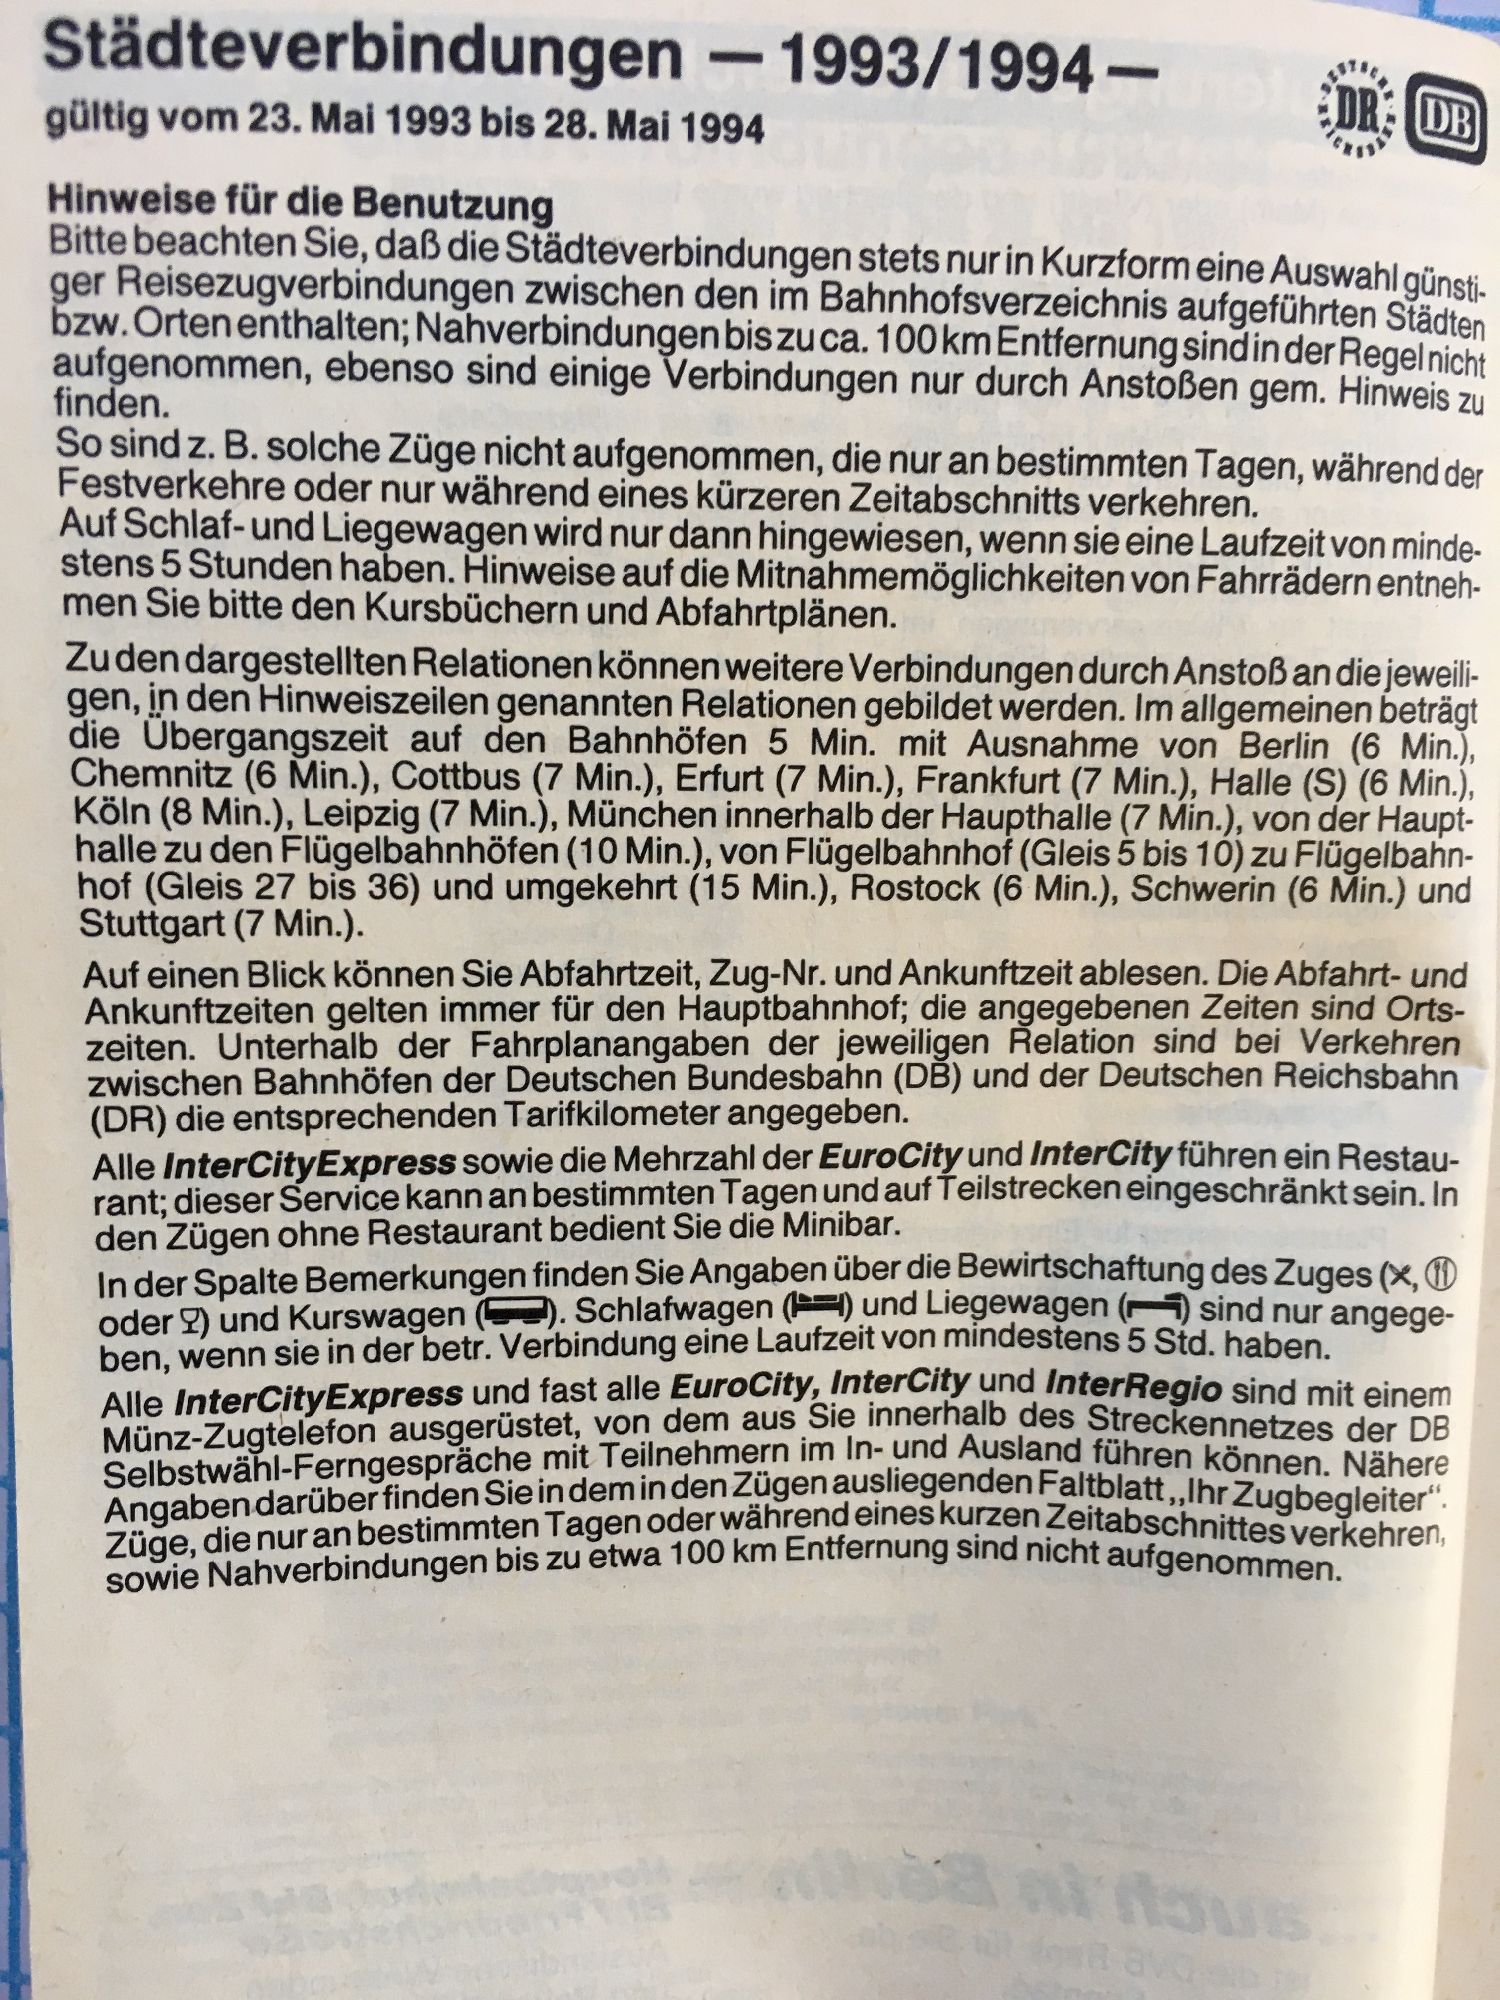 Städteverbindungen – 1993/1994 –
gültig vom 23. Mai 1993 bis 28. Mai 1994
DEUTSCHE
DR
REICHSBAHN
DB
Hinweise für die Benutzung
Bitte beachten Sie, daß die Städteverbindungen stets nur in Kurzform eine Auswahl günsti-
ger Reisezugverbindungen zwischen den im Bahnhofsverzeichnis aufgeführten Städten
bzw. Orten enthalten; Nahverbindungen bis zu ca. 100 km Entfernung sind in der Regel nicht
aufgenommen, ebenso sind einige Verbindungen nur durch Anstoßen gem. Hinweis zu
finden.
So sind z. B. solche Züge nicht aufgenommen, die nur an bestimmten Tagen, während der
Festverkehre oder nur während eines kürzeren Zeitabschnitts verkehren.
Auf Schlaf- und Liegewagen wird nur dann hingewiesen, wenn sie eine Laufzeit von minde-
stens 5 Stunden haben. Hinweise auf die Mitnahmemöglichkeiten von Fahrrädern entneh-
men Sie bitte den Kursbüchern und Abfahrtplänen.
Zu den dargestellten Relationen können weitere Verbindungen durch Anstoß an die jeweili-
gen, in den Hinweiszeilen genannten Relationen gebildet werden. Im allgemeinen beträgt
die Übergangszeit auf den Bahnhöfen 5 Min. mit Ausnahme von Berlin (6 Min.),
Chemnitz (6 Min.), Cottbus (7 Min.), Erfurt (7 Min.), Frankfurt (7 Min.), Halle (S) (6 Min.),
Köln (8 Min.), Leipzig (7 Min.), München innerhalb der Haupthalle (7 Min.), von der Haupt-
halle zu den Flügelbahnhöfen (10 Min.), von Flügelbahnhof (Gleis 5 bis 10) zu Flügelbahn-
hof (Gleis 27 bis 36) und umgekehrt (15 Min.), Rostock (6 Min.), Schwerin (6 Min.) und
Stuttgart (7 Min.).
Auf einen Blick können Sie Abfahrtzeit, Zug-Nr. und Ankunftzeit ablesen. Die Abfahrt- und
Ankunftzeiten gelten immer für den Hauptbahnhof; die angegebenen Zeiten sind Orts-
zeiten. Unterhalb der Fahrplanangaben der jeweiligen Relation sind bei Verkehren
zwischen Bahnhöfen der Deutschen Bundesbahn (DB) und der Deutschen Reichsbahn
(DR) die entsprechenden Tarifkilometer angegeben.
Alle InterCityExpress sowie die Mehrzahl der EuroCity und InterCity führen ein Restau-
rant; dieser Service kann an bestimmten Tagen und auf Teilstrecken eingeschränkt sein. In
den Zügen ohne Restaurant bedient Sie die Minibar.
In der Spalte Bemerkungen finden Sie Angaben über die Bewirtschaftung des Zuges (
oder ) und Kurswagen ( ). Schlafwagen ( ) und Liegewagen ( ) sind nur angege-
ben, wenn sie in der betr. Verbindung eine Laufzeit von mindestens 5 Std. haben.
Alle InterCityExpress und fast alle EuroCity, InterCity und InterRegio sind mit einem
Münz-Zugtelefon ausgerüstet, von dem aus Sie innerhalb des Streckennetzes der DB
Selbstwähl-Ferngespräche mit Teilnehmern im In- und Ausland führen können. Nähere
Angaben darüber finden Sie in dem in den Zügen ausliegenden Faltblatt „Ihr Zugbegleiter“.
Züge, die nur an bestimmten Tagen oder während eines kurzen Zeitabschnittes verkehren,
sowie Nahverbindungen bis zu etwa 100 km Entfernung sind nicht aufgenommen.